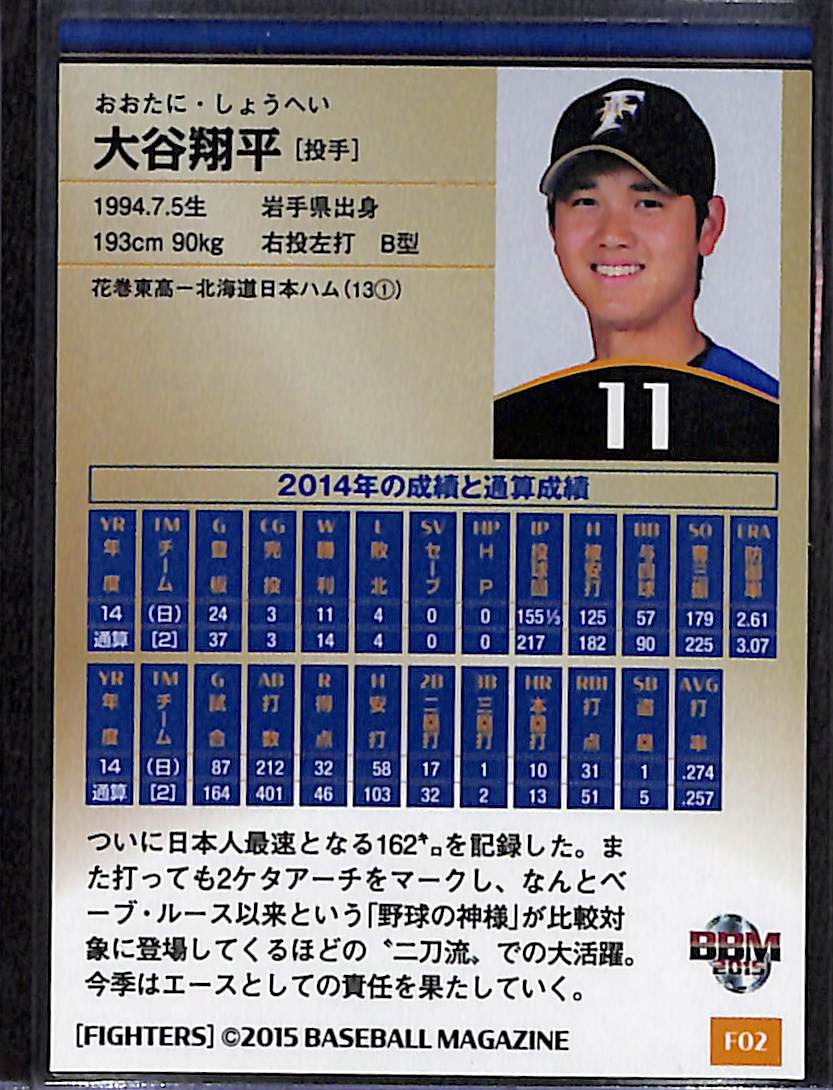 おおたに・しょうへい
大谷翔平[投手]
1994.7.5生 岩手県出身
193cm 90kg 右投左打 B型
花巻東高－北海道日本ハム(13①)
11
2014年の成績と通算成績
YR TM G CG W L SV HP IP H BB SO ERA
年度 チーム 登板 完投 勝利 敗北 セーブ HP 投球回 被安打 与四球 奪三振 防御率
14 (日) 24 3 11 4 0 0 155⅓ 125 57 179 2.61
通算 [2] 37 3 14 4 0 0 217 182 90 225 3.07
YR TM G AB R H 2B 3B HR RBI SB AVG
年度 チーム 試合 打数 得点 安打 二塁打 三塁打 本塁打 打点 盗塁 打率
14 (日) 87 212 32 58 17 1 10 31 1 .274
通算 [2] 164 401 46 103 32 2 13 51 5 .257
ついに日本人最速となる162㌔を記録した。ま
た打っても2ケタアーチをマークし、なんとベ
ーブ・ルース以来という「野球の神様」が比較対
象に登場してくるほどの〝二刀流〟での大活躍。
今季はエースとしての責任を果たしていく。
BBM
2015
[FIGHTERS] ©2015 BASEBALL MAGAZINE
F02